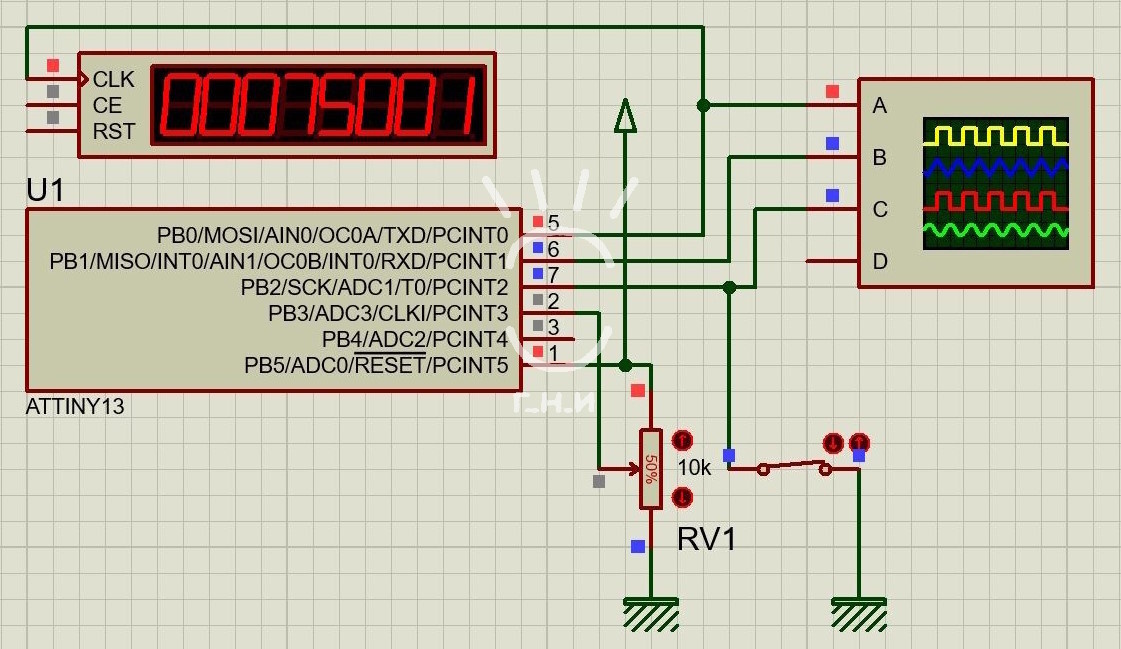 CLK
CE
RST
00075001
U1
PB0/MOSI/AIN0/OC0A/TXD/PCINT0
PB1/MISO/INT0/AIN1/OC0B/INT0/RXD/PCINT1
PB2/SCK/ADC1/T0/PCINT2
PB3/ADC3/CLKI/PCINT3
PB4/ADC2/PCINT4
PB5/ADC0/RESET/PCINT5
5
6
7
2
3
1
ATTINY13
A
B
C
D
Г_Н_И
50%
10k
RV1